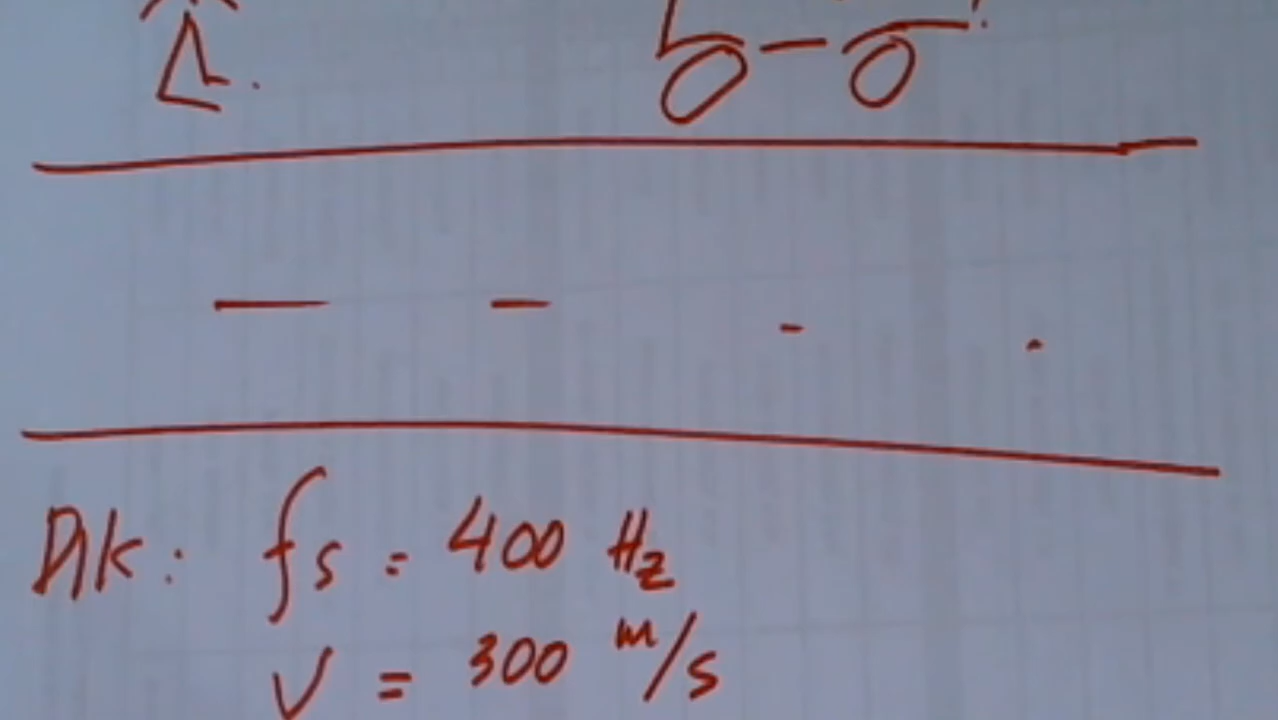 Dik: fs = 400 Hz
V = 300 m/s